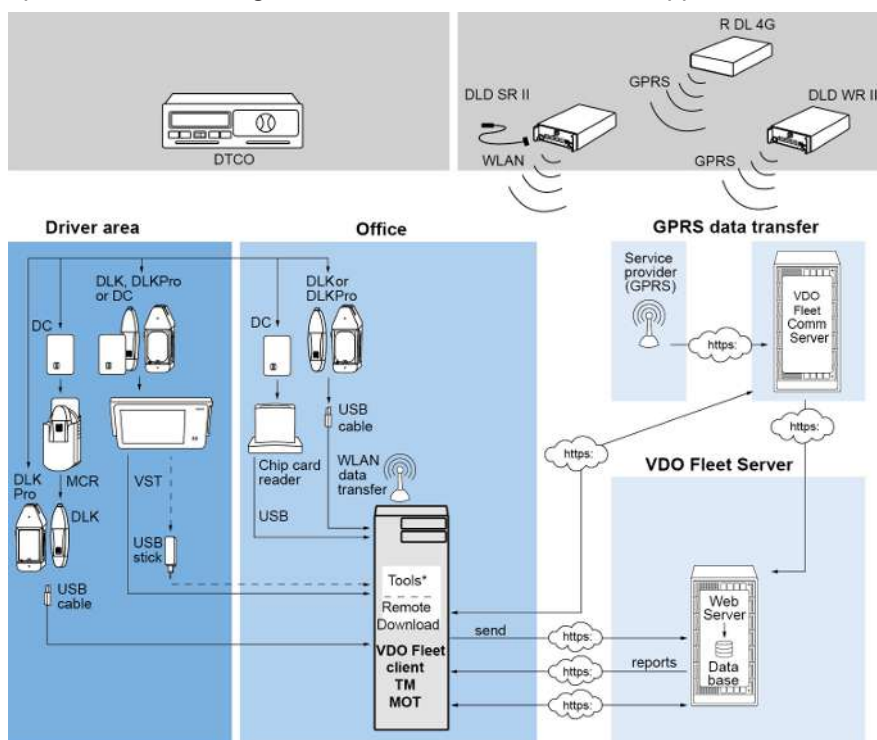 R DL 4G
GPRS
DLD SR II
DLD WR II
DTCO
WLAN
GPRS
Driver area
Office
GPRS data transfer
DLK, DLKPro
or DC
DC
DC
DLKor
DLKPro
Service
provider
(GPRS)
https:
VDO
Fleet
Comm
Server
USB
cable
Chip card
reader
WLAN
data
transfer
https:
https:
DLK
Pro
MCR
DLK
VST
USB
VDO Fleet Server
USB
stick
USB
cable
Tools*
Remote
Download
VDO Fleet
client
TM
MOT
send
https:
https:
reports
https:
Web
Server
Data
base